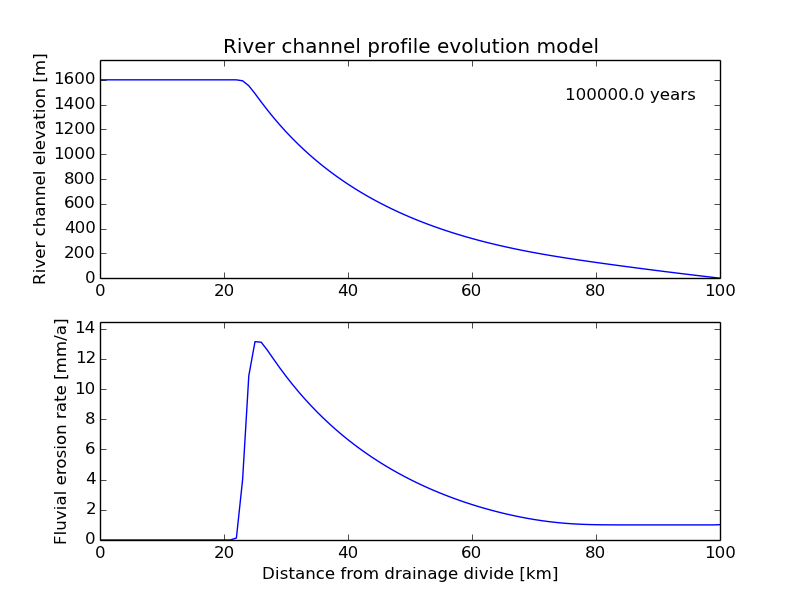 River channel profile evolution model
River channel elevation [m]
1600
1400
1200
1000
800
600
400
200
0
100000.0 years
0 20 40 60 80 100
Fluvial erosion rate [mm/a]
14
12
10
8
6
4
2
0
0 20 40 60 80 100
Distance from drainage divide [km]